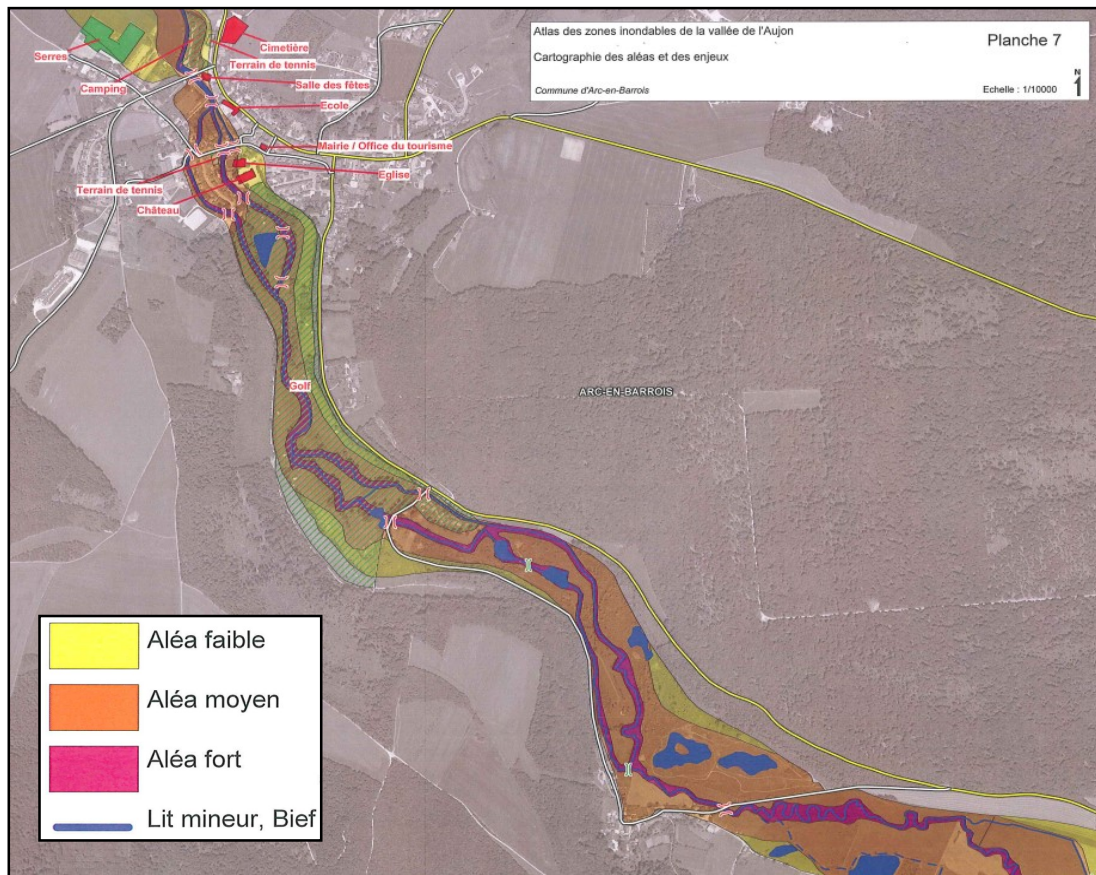 Atlas des zones inondables de la vallée de l'Aujon
Planche 7
Cartographie des aléas et des enjeux
Commune d'Arc-en-Barrois
Echelle : 1/10000
N
Serres
Cimetière
Terrain de tennis
Camping
Salle des fêtes
Ecole
Mairie / Office du tourisme
Eglise
Terrain de tennis
Château
Golf
ARC-EN-BARROIS
Aléa faible
Aléa moyen
Aléa fort
Lit mineur, Bief